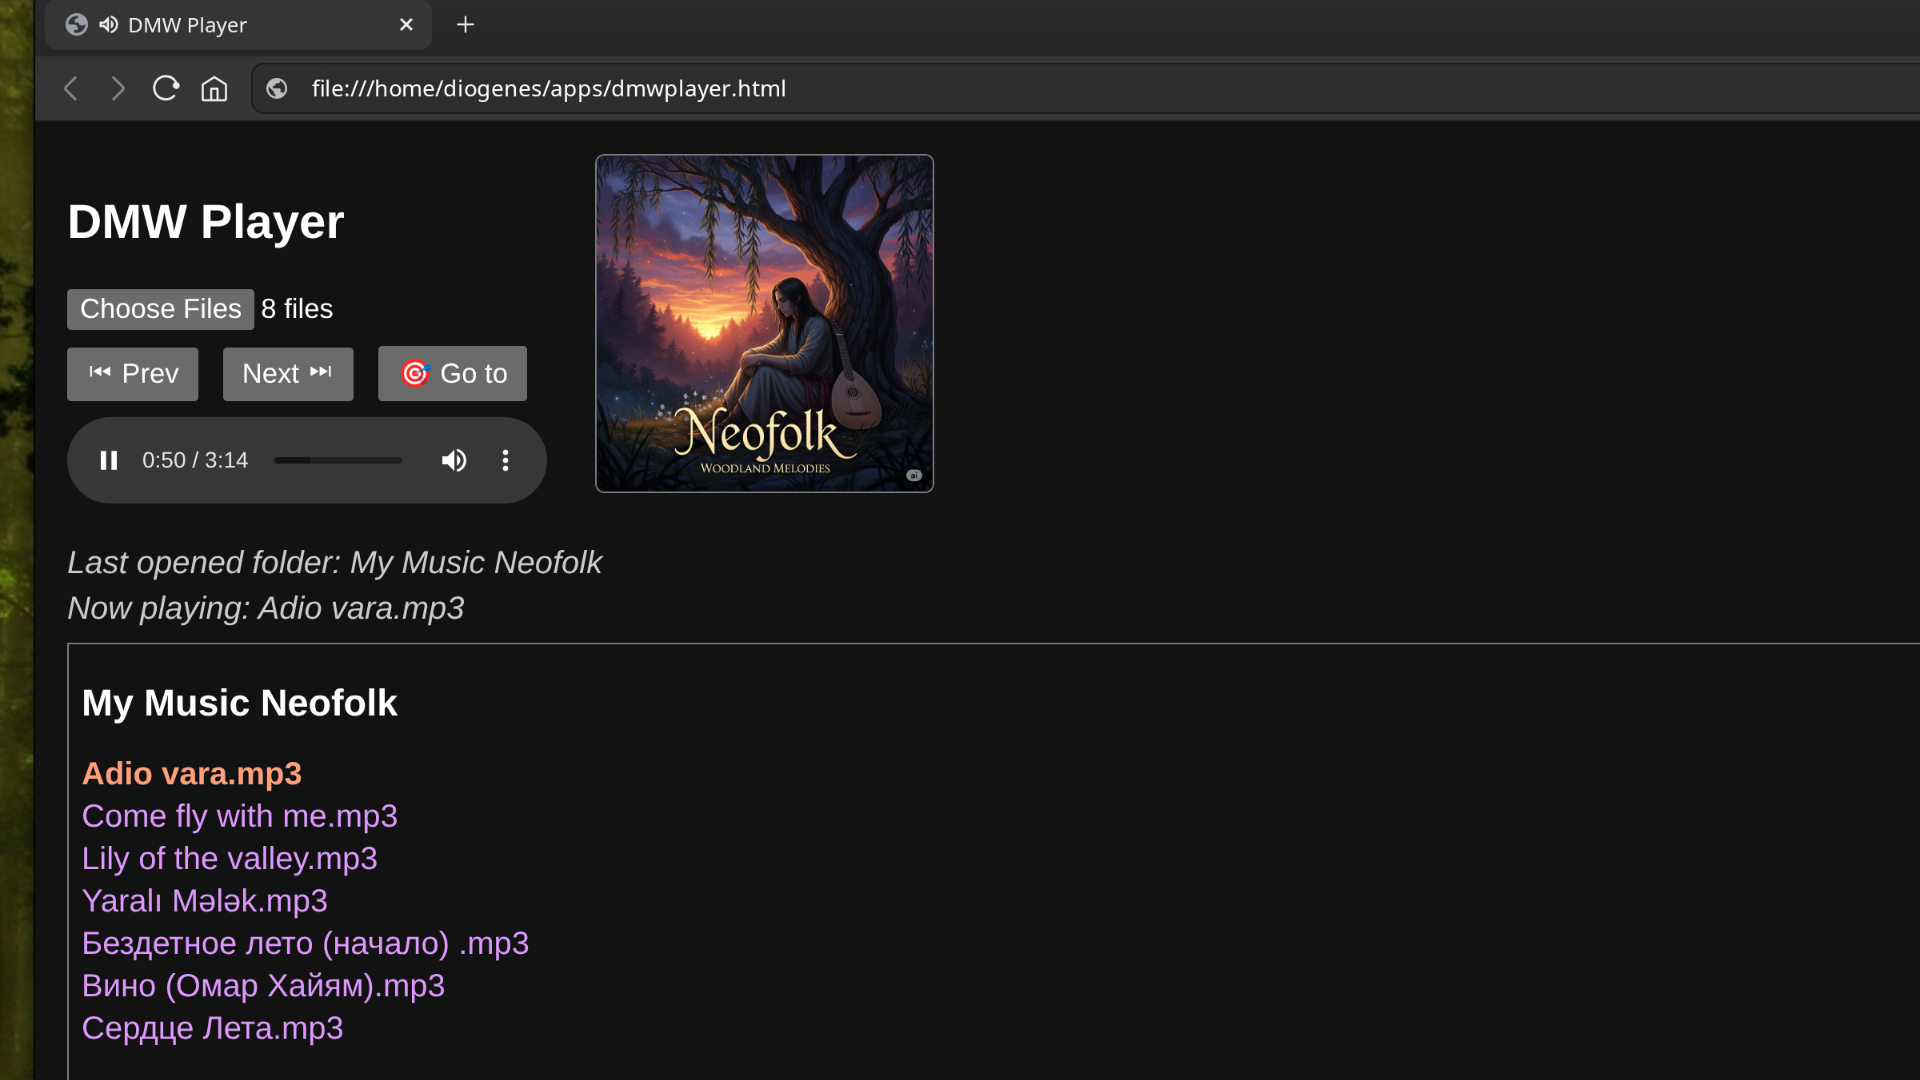 DMW Player
file:///home/diogenes/apps/dmwplayer.html
DMW Player
Choose Files 8 files
Prev
Next
Go to
0:50 / 3:14
Neofolk
WOODLAND MELODIES
ai
Last opened folder: My Music Neofolk
Now playing: Adio vara.mp3
My Music Neofolk
Adio vara.mp3
Come fly with me.mp3
Lily of the valley.mp3
Yaralı Mələk.mp3
Бездетное лето (начало) .mp3
Вино (Омар Хайям).mp3
Сердце Лета.mp3